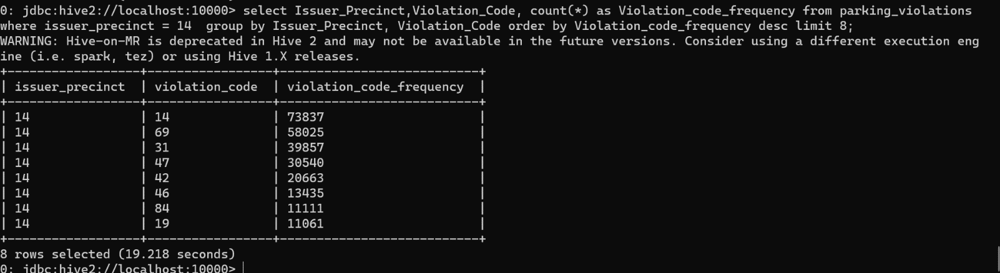 0: jdbc:hive2://localhost:10000> select Issuer_Precinct,Violation_Code, count(*) as Violation_code_frequency from parking_violations
where issuer_precinct = 14  group by Issuer_Precinct, Violation_Code order by Violation_code_frequency desc limit 8;
WARNING: Hive-on-MR is deprecated in Hive 2 and may not be available in the future versions. Consider using a different execution eng
ine (i.e. spark, tez) or using Hive 1.X releases.
+------------------+-----------------+---------------------------+
| issuer_precinct  | violation_code  | violation_code_frequency  |
+------------------+-----------------+---------------------------+
| 14               | 14              | 73837                     |
| 14               | 69              | 58025                     |
| 14               | 31              | 39857                     |
| 14               | 47              | 30540                     |
| 14               | 42              | 20663                     |
| 14               | 46              | 13435                     |
| 14               | 84              | 11111                     |
| 14               | 19              | 11061                     |
+------------------+-----------------+---------------------------+
8 rows selected (19.218 seconds)
0: jdbc:hive2://localhost:10000>